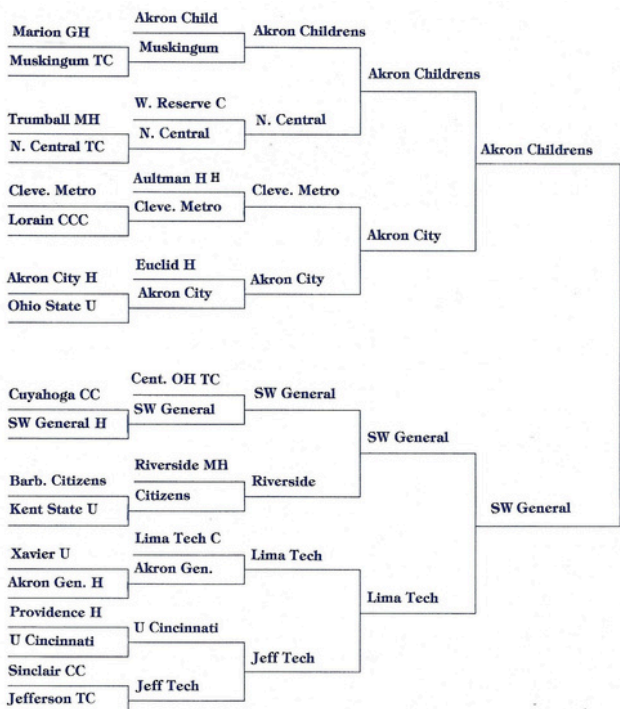 Marion GH
Muskingum TC
Trumball MH
N. Central TC
Cleve. Metro
Lorain CCC
Akron City H
Ohio State U
Cuyahoga CC
SW General H
Barb. Citizens
Kent State U
Xavier U
Akron Gen. H
Providence H
U Cincinnati
Sinclair CC
Jefferson TC
Akron Child
Muskingum
W. Reserve C
N. Central
Aultman H H
Cleve. Metro
Euclid H
Akron City
Cent. OH TC
SW General
Riverside MH
Citizens
Lima Tech C
Akron Gen.
U Cincinnati
Jeff Tech
Akron Childrens
N. Central
Cleve. Metro
Akron City
SW General
Riverside
Lima Tech
Jeff Tech
Akron Childrens
Akron City
SW General
Lima Tech
Akron Childrens
SW General